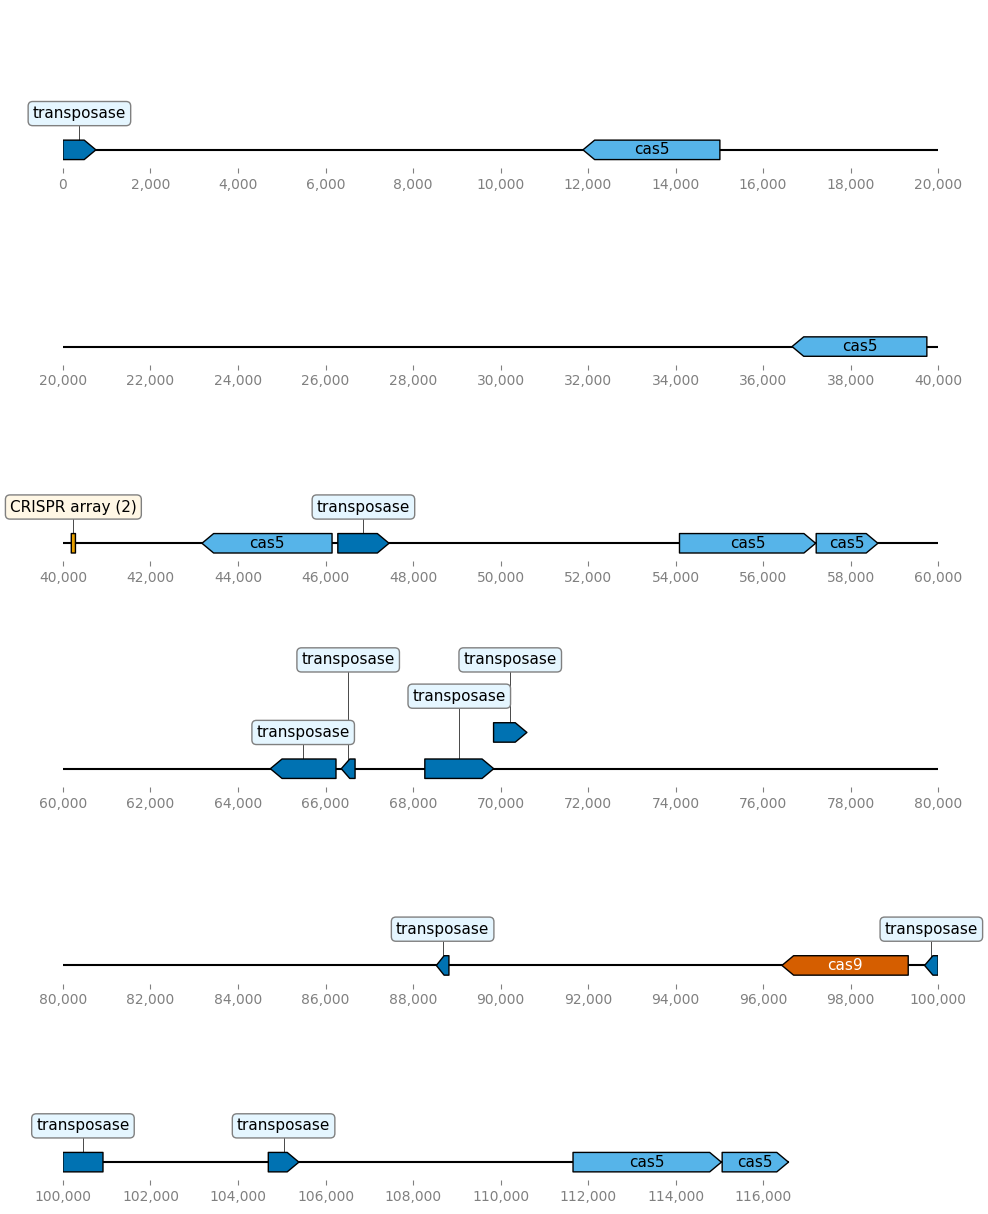 transposase
cas5
0 2,000 4,000 6,000 8,000 10,000 12,000 14,000 16,000 18,000 20,000
cas5
20,000 22,000 24,000 26,000 28,000 30,000 32,000 34,000 36,000 38,000 40,000
CRISPR array (2) transposase
cas5 cas5 cas5
40,000 42,000 44,000 46,000 48,000 50,000 52,000 54,000 56,000 58,000 60,000
transposase transposase
transposase
transposase
60,000 62,000 64,000 66,000 68,000 70,000 72,000 74,000 76,000 78,000 80,000
transposase transposase
cas9
80,000 82,000 84,000 86,000 88,000 90,000 92,000 94,000 96,000 98,000 100,000
transposase transposase
cas5 cas5
100,000 102,000 104,000 106,000 108,000 110,000 112,000 114,000 116,000